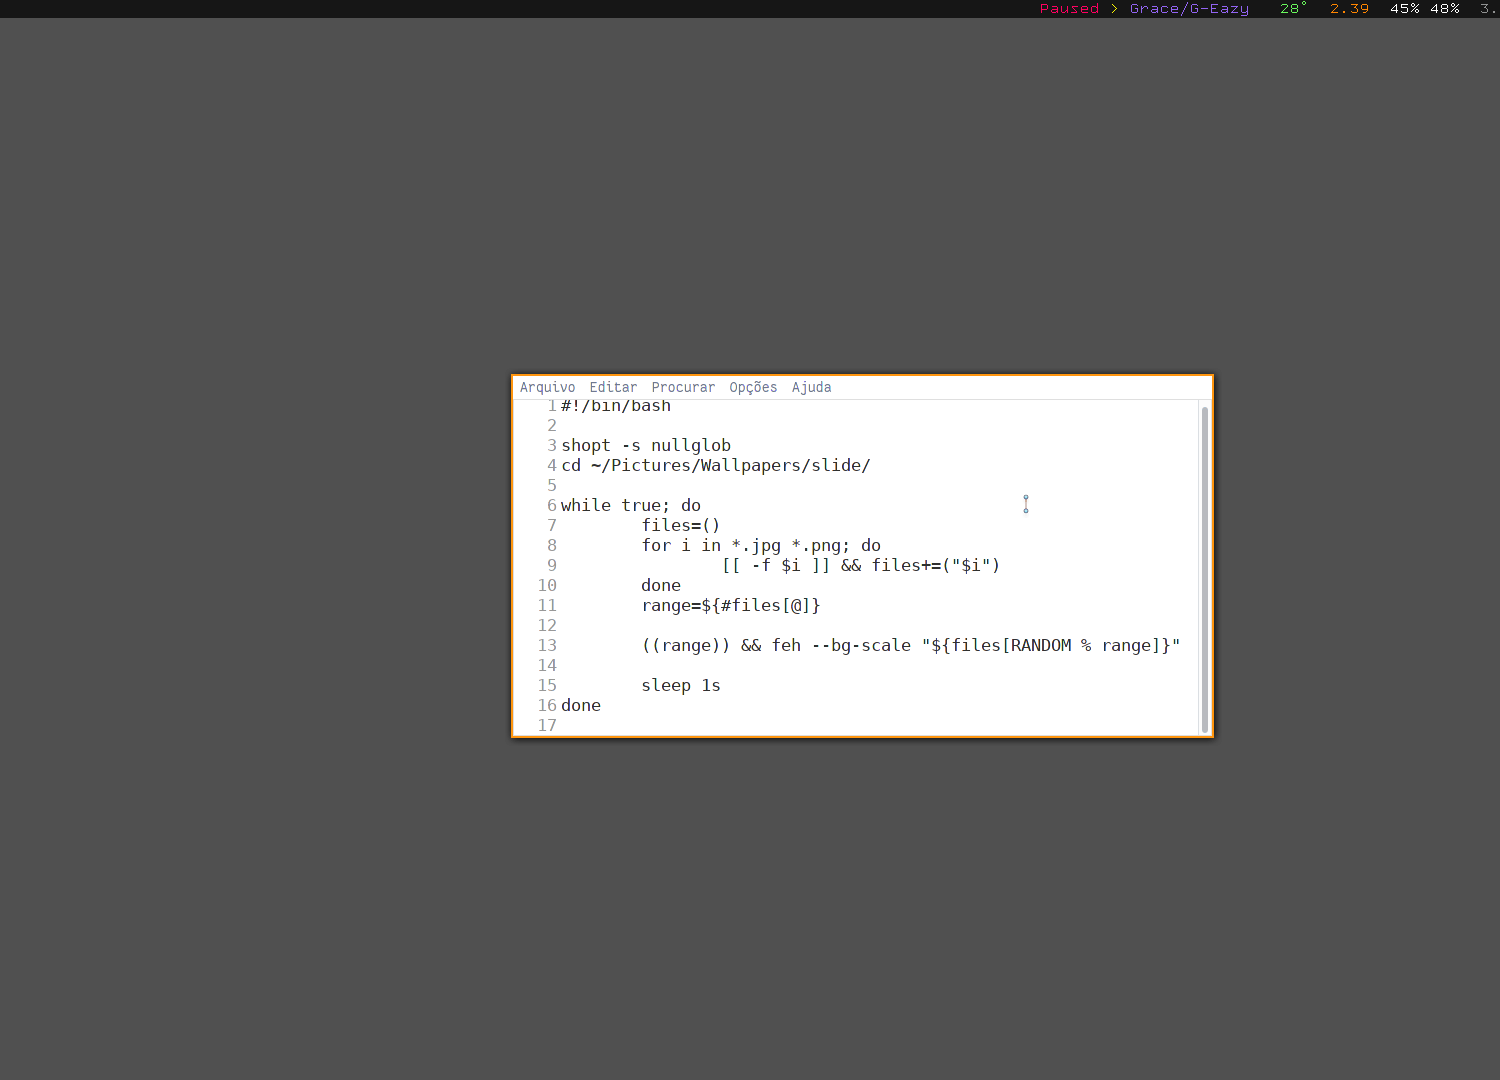 Paused > Grace/G-Eazy 28° 2.39 45% 48% 3.
Arquivo Editar Procurar Opções Ajuda
1 #!/bin/bash
2
3 shopt -s nullglob
4 cd ~/Pictures/Wallpapers/slide/
5
6 while true; do
7         files=()
8         for i in *.jpg *.png; do
9                 [[ -f $i ]] && files+=("$i")
10         done
11         range=${#files[@]}
12
13         ((range)) && feh --bg-scale "${files[RANDOM % range]}"
14
15         sleep 1s
16 done
17